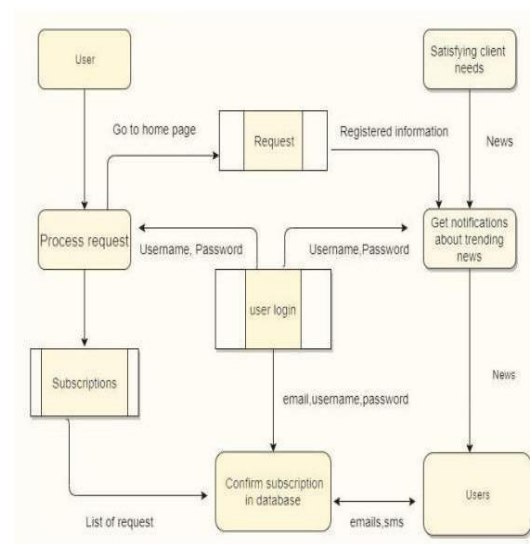 User
Satisfying client
needs
Go to home page
Request
Registered information
News
Process request
Username, Password
Username,Password
Get notifications
about trending
news
user login
Subscriptions
email,username,password
News
Confirm subscription
in database
Users
List of request
emails,sms